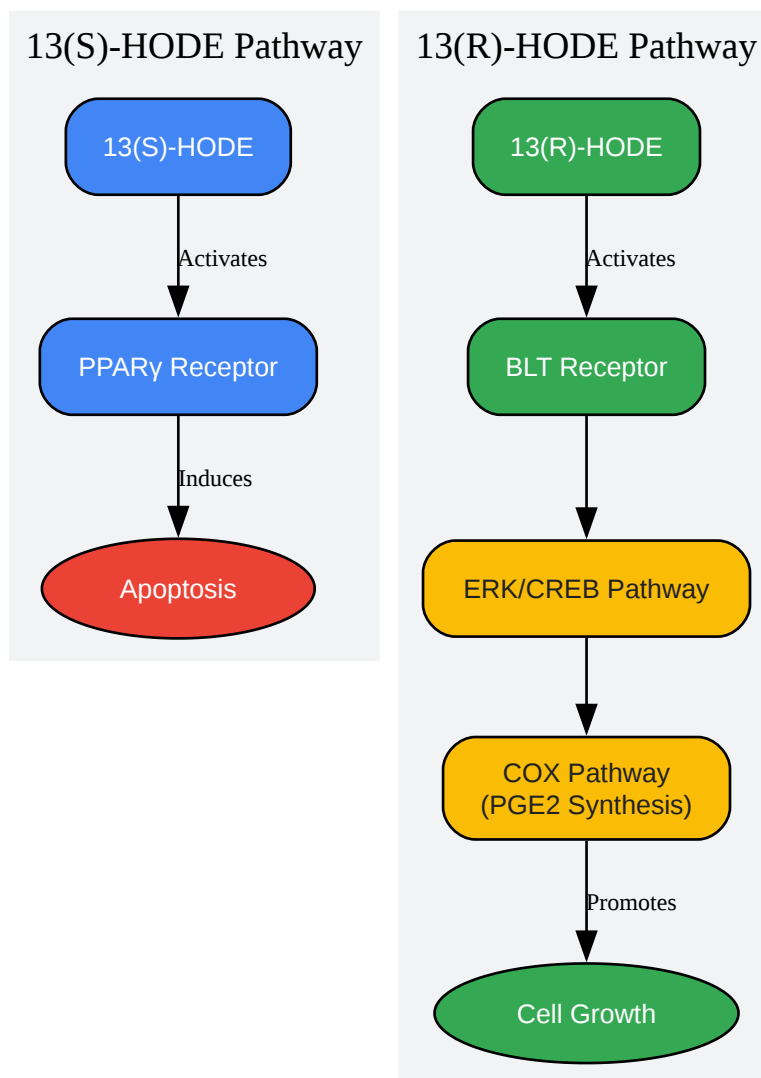 13(S)-HODE Pathway
13(S)-HODE
Activates
PPARγ Receptor
Induces
Apoptosis
13(R)-HODE Pathway
13(R)-HODE
Activates
BLT Receptor
ERK/CREB Pathway
COX Pathway
(PGE2 Synthesis)
Promotes
Cell Growth